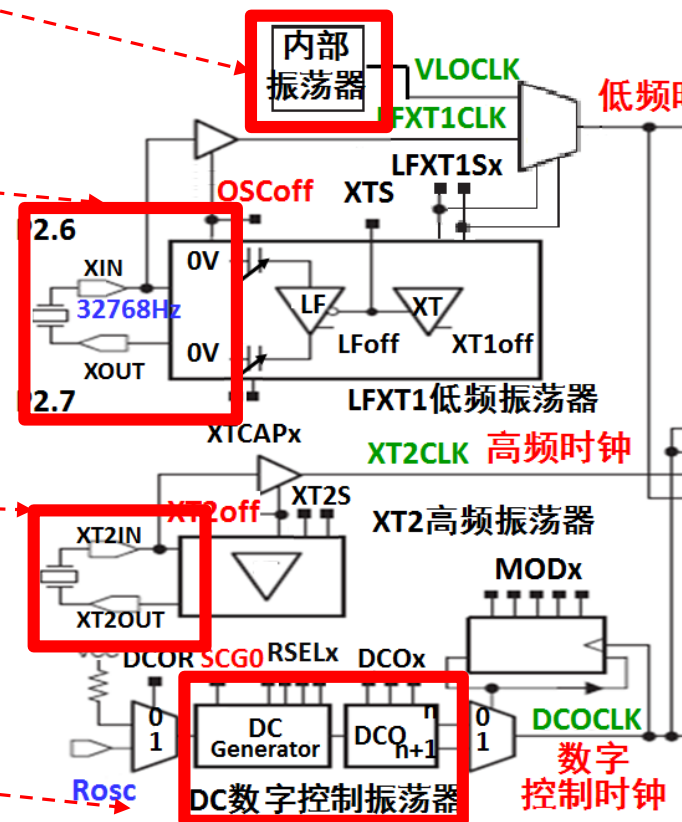 内部
振荡器
VLOCLK
低频时
LFXT1CLK
LFXT1Sx
OSCoff
XTS
P2.6
0V
XIN
32768Hz
LF
XT
LFoff
XT1off
0V
XOUT
P2.7
LFXT1低频振荡器
XTCAPx
XT2CLK
高频时钟
XT2off
XT2S
XT2高频振荡器
XT2IN
XT2OUT
MODx
DCOR
SCG0
RSELx
DCOx
0
1
DC
Generator
DCO
n
n+1
0
1
DCOCLK
数字
控制时钟
Rosc
DC数字控制振荡器